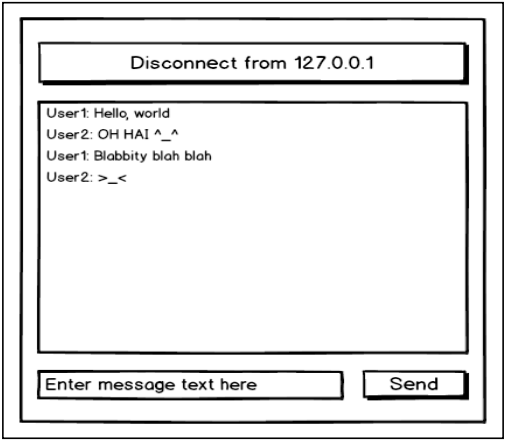 Disconnect from 127.0.0.1
User1: Hello, world
User2: OH HAI ^_^
User1: Blabbity blah blah
User2: >_<
Enter message text here
Send